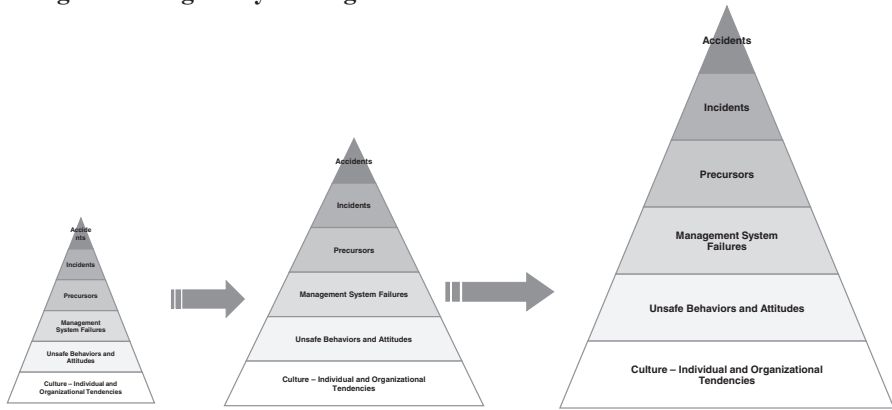 Accide
nts
Incidents
Precursors
Management
System Failures
Unsafe Behaviors and
Attitudes
Culture – Individual and
Organizational Tendencies
Accidents
Incidents
Precursors
Management System Failures
Unsafe Behaviors and Attitudes
Culture – Individual and Organizational
Tendencies
Accidents
Incidents
Precursors
Management System
Failures
Unsafe Behaviors and Attitudes
Culture – Individual and Organizational
Tendencies